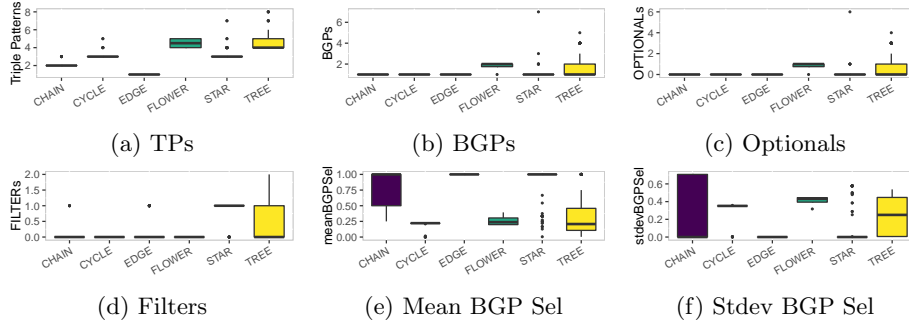 Triple Patterns
8
6
4
2
CHAIN CYCLE EDGE FLOWER STAR TREE
(a) TPs
BGPs
6
4
2
CHAIN CYCLE EDGE FLOWER STAR TREE
(b) BGPs
OPTIONALs
6
4
2
0
CHAIN CYCLE EDGE FLOWER STAR TREE
(c) Optionals
FILTERs
2.0
1.5
1.0
0.5
0.0
CHAIN CYCLE EDGE FLOWER STAR TREE
(d) Filters
meanBGPSel
1.00
0.75
0.50
0.25
0.00
CHAIN CYCLE EDGE FLOWER STAR TREE
(e) Mean BGP Sel
stdevBGPSel
0.6
0.4
0.2
0.0
CHAIN CYCLE EDGE FLOWER STAR TREE
(f) Stdev BGP Sel